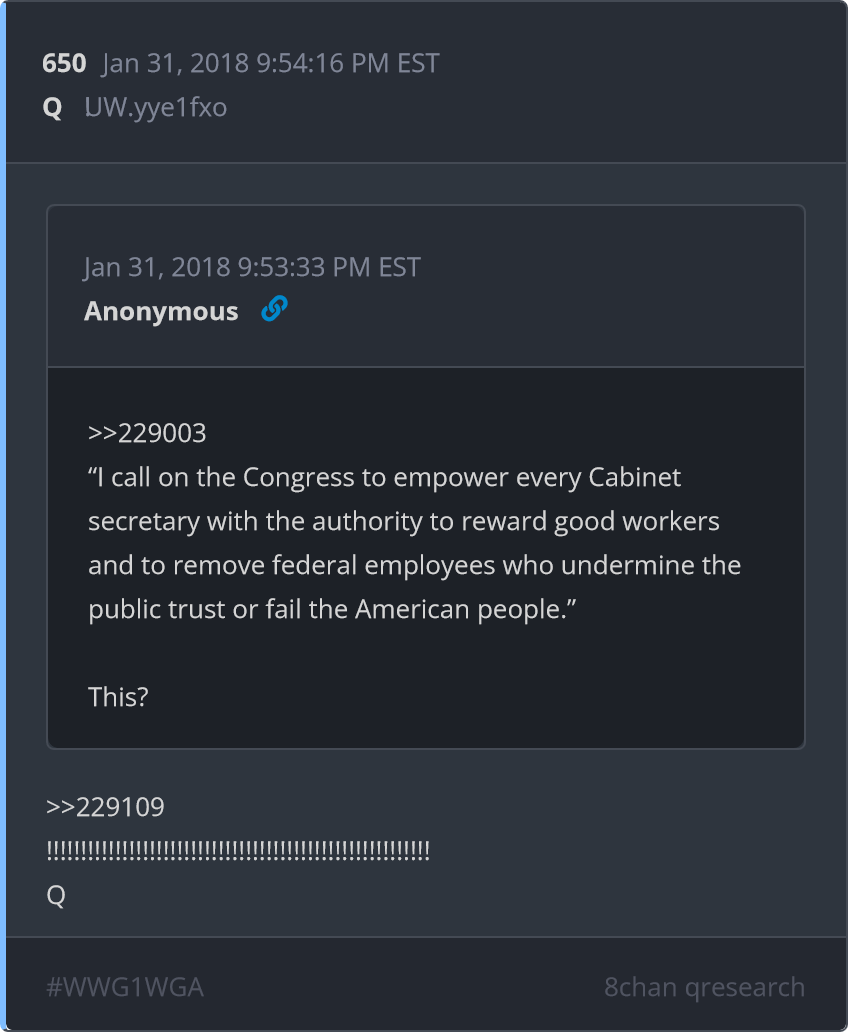 650 Jan 31, 2018 9:54:16 PM EST
Q UW.yye1fxo
Jan 31, 2018 9:53:33 PM EST
Anonymous
>>229003
“I call on the Congress to empower every Cabinet
secretary with the authority to reward good workers
and to remove federal employees who undermine the
public trust or fail the American people.”
This?
>>229109
!!!!!!!!!!!!!!!!!!!!!!!!!!!!!!!!!!!!!!!!!!!!!!!!!!!!!!!!
Q
#WWG1WGA 8chan qresearch